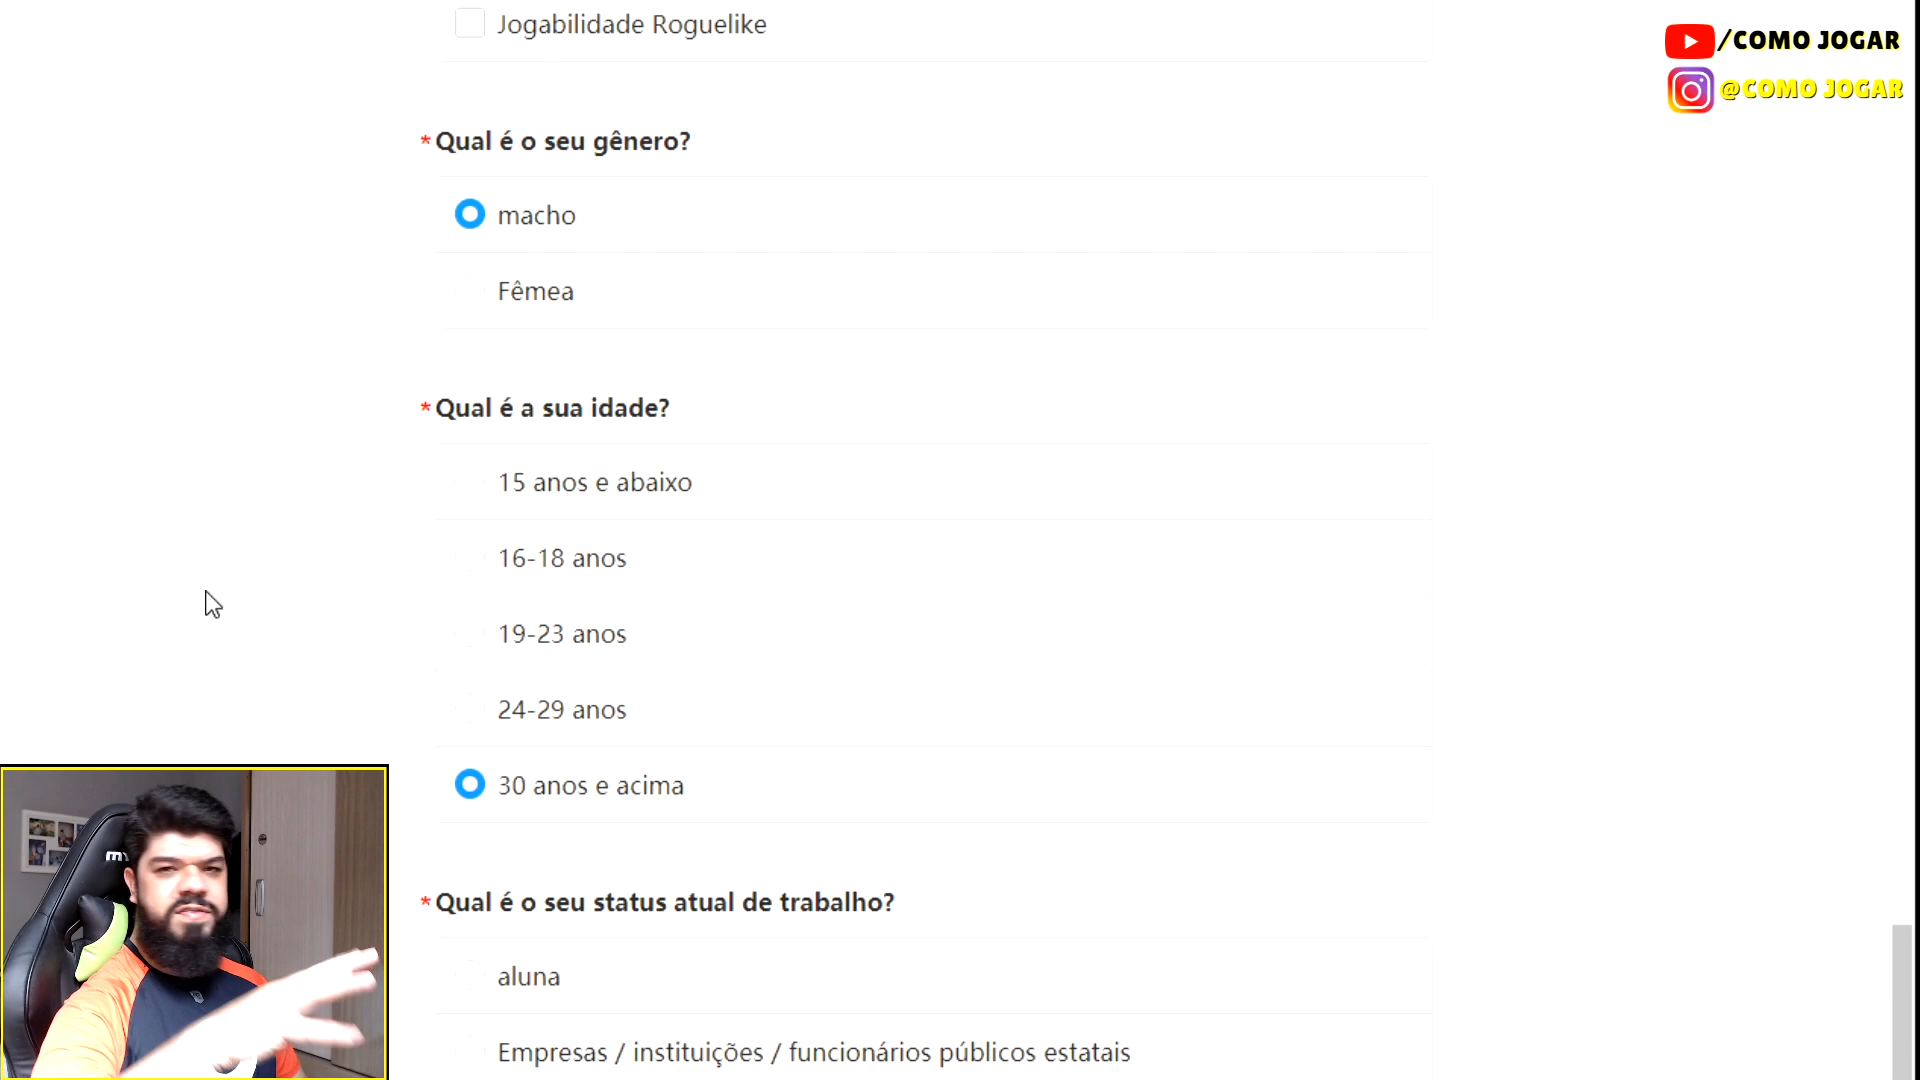 Jogabilidade Roguelike
/COMO JOGAR
@COMO JOGAR
*Qual é o seu gênero?
macho
Fêmea
*Qual é a sua idade?
15 anos e abaixo
16-18 anos
19-23 anos
24-29 anos
30 anos e acima
*Qual é o seu status atual de trabalho?
aluna
Empresas / instituições / funcionários públicos estatais